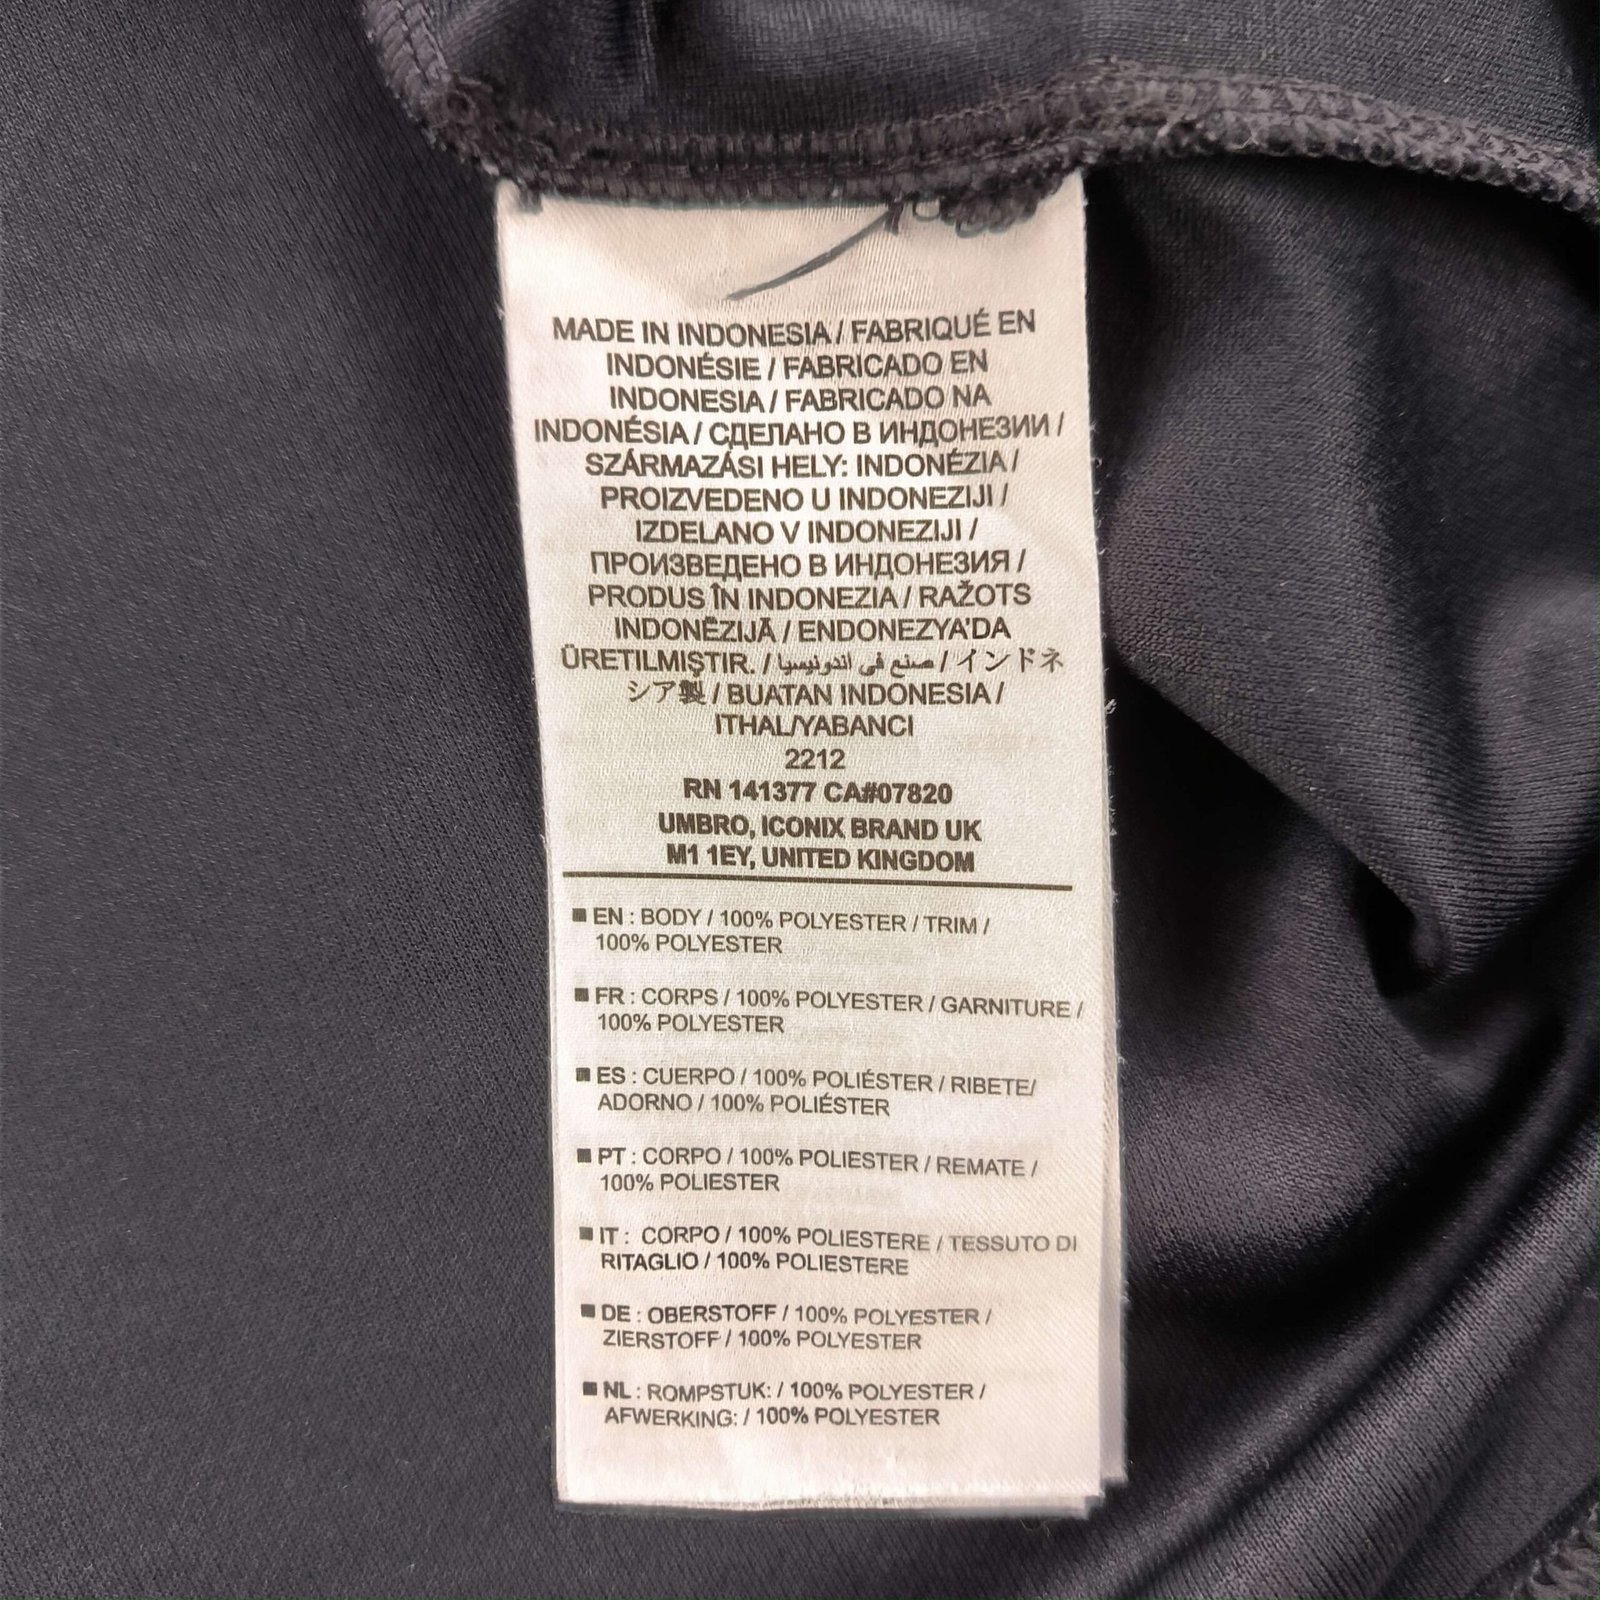 MADE IN INDONESIA / FABRIQUÉ EN
INDONÉSIE / FABRICADO EN
INDONESIA / FABRICADO NA
INDONÉSIA / СДЕЛАНО В ИНДОНЕЗИИ /
SZÁRMAZÁSI HELY: INDONÉZIA /
PROIZVEDENO U INDONEZIJI /
IZDELANO V INDONEZIJI /
ПРОИЗВЕДЕНО В ИНДОНЕЗИЯ /
PRODUS ÎN INDONEZIA / RAŽOTS
INDONĒZIJĀ / ENDONEZYA'DA
ÜRETILMIŞTIR. / صنع في اندونيسيا / インドネ
シア製 / BUATAN INDONESIA /
ITHAL/YABANCI
2212
RN 141377 CA#07820
UMBRO, ICONIX BRAND UK
M1 1EY, UNITED KINGDOM
■ EN : BODY / 100% POLYESTER / TRIM /
100% POLYESTER
■ FR : CORPS / 100% POLYESTER / GARNITURE /
100% POLYESTER
■ ES : CUERPO / 100% POLIÉSTER / RIBETE/
ADORNO / 100% POLIÉSTER
■ PT : CORPO / 100% POLIESTER / REMATE /
100% POLIESTER
■ IT : CORPO / 100% POLIESTERE / TESSUTO DI
RITAGLIO / 100% POLIESTERE
■ DE : OBERSTOFF / 100% POLYESTER /
ZIERSTOFF / 100% POLYESTER
■ NL : ROMPSTUK: / 100% POLYESTER /
AFWERKING: / 100% POLYESTER